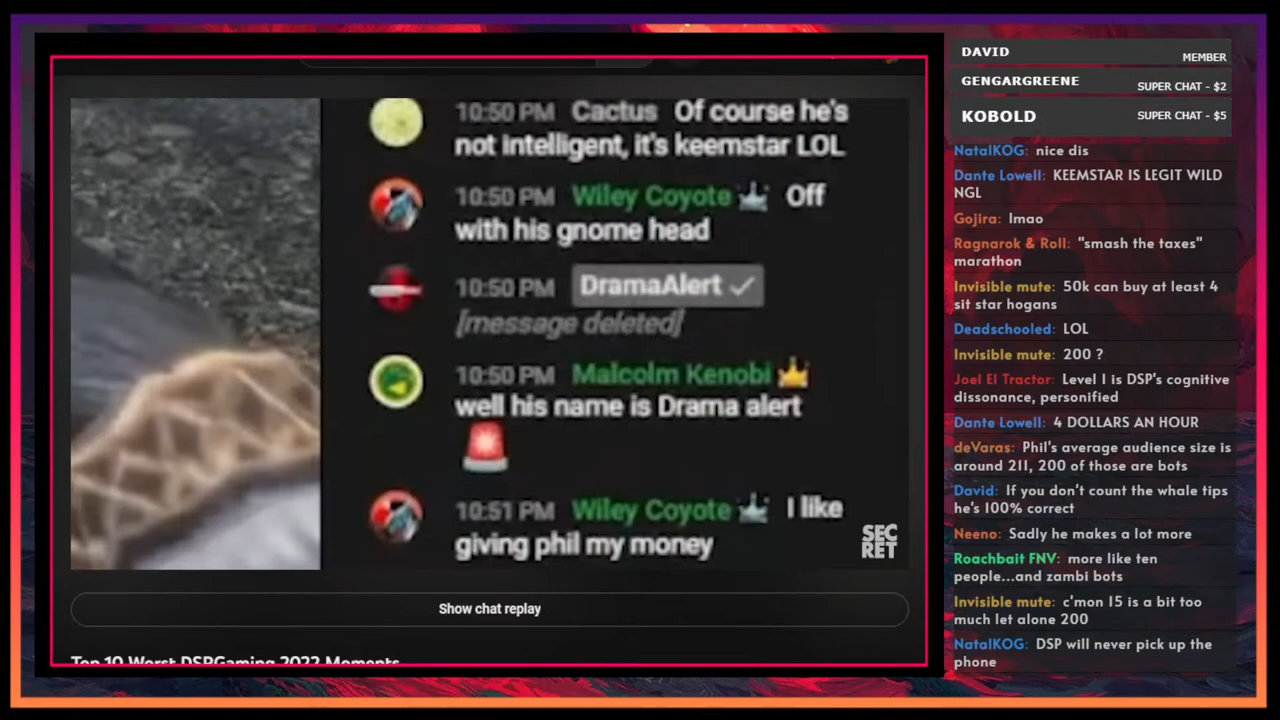 10:50 PM Cactus Of course he's
not intelligent, it's keemstar LOL
10:50 PM Wiley Coyote Off
with his gnome head
10:50 PM DramaAlert ✓
[message deleted]
10:50 PM Malcolm Kenobi
well his name is Drama alert
10:51 PM Wiley Coyote I like
giving phil my money
SEC
RET
Show chat replay
Top 10 Worst DSPGaming 2022 Moments
DAVID
MEMBER
GENGARGREENE
SUPER CHAT - $2
KOBOLD
SUPER CHAT - $5
NatalKOG: nice dis
Dante Lowell: KEEMSTAR IS LEGIT WILD
NGL
Gojira: lmao
Ragnarok & Roll: "smash the taxes"
marathon
Invisible mute: 50k can buy at least 4
sit star hogans
Deadschooled: LOL
Invisible mute: 200 ?
Joel El Tractor: Level 1 is DSP's cognitive
dissonance, personified
Dante Lowell: 4 DOLLARS AN HOUR
deVaras: Phil's average audience size is
around 211, 200 of those are bots
David: If you don't count the whale tips
he's 100% correct
Neeno: Sadly he makes a lot more
Roachbait FNV: more like ten
people...and zambi bots
Invisible mute: c'mon 15 is a bit too
much let alone 200
NatalKOG: DSP will never pick up the
phone